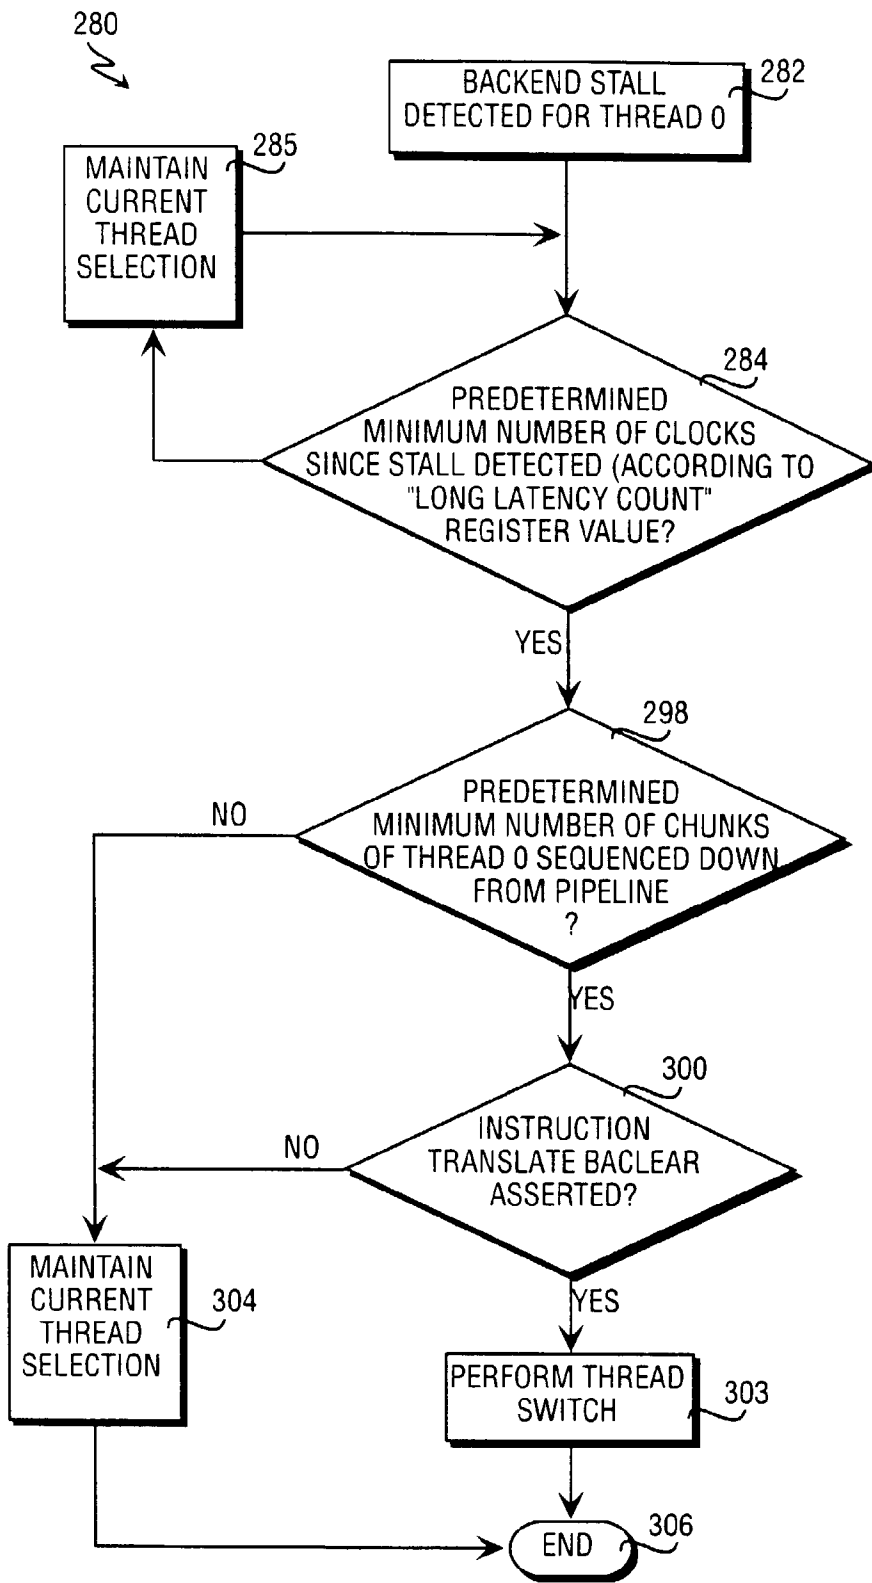 280
BACKEND STALL
DETECTED FOR THREAD 0
282
285
MAINTAIN
CURRENT
THREAD
SELECTION
284
PREDETERMINED
MINIMUM NUMBER OF CLOCKS
SINCE STALL DETECTED (ACCORDING TO
"LONG LATENCY COUNT"
REGISTER VALUE?
YES
298
PREDETERMINED
MINIMUM NUMBER OF CHUNKS
OF THREAD 0 SEQUENCED DOWN
FROM PIPELINE
?
NO
YES
300
INSTRUCTION
TRANSLATE BACLEAR
ASSERTED?
NO
YES
MAINTAIN
CURRENT
THREAD
SELECTION
304
PERFORM THREAD
SWITCH
303
END
306